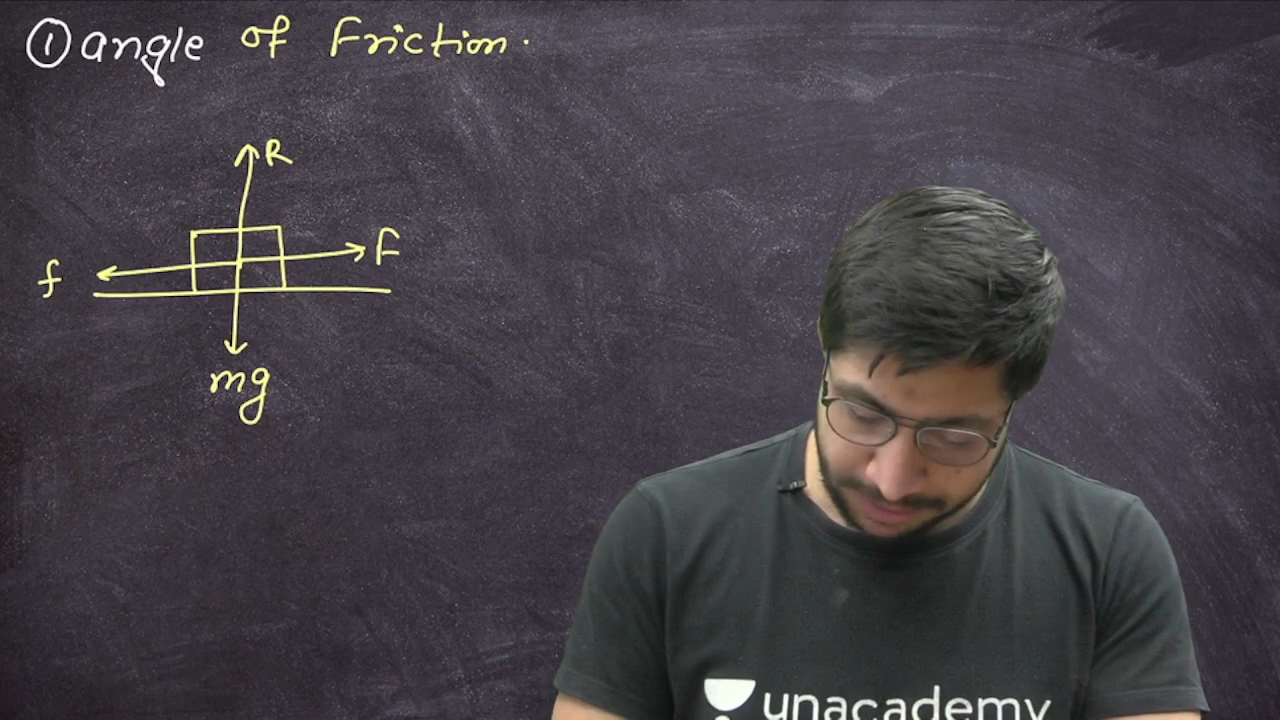 ① angle of Friction.
R
F
f
mg
unacademy